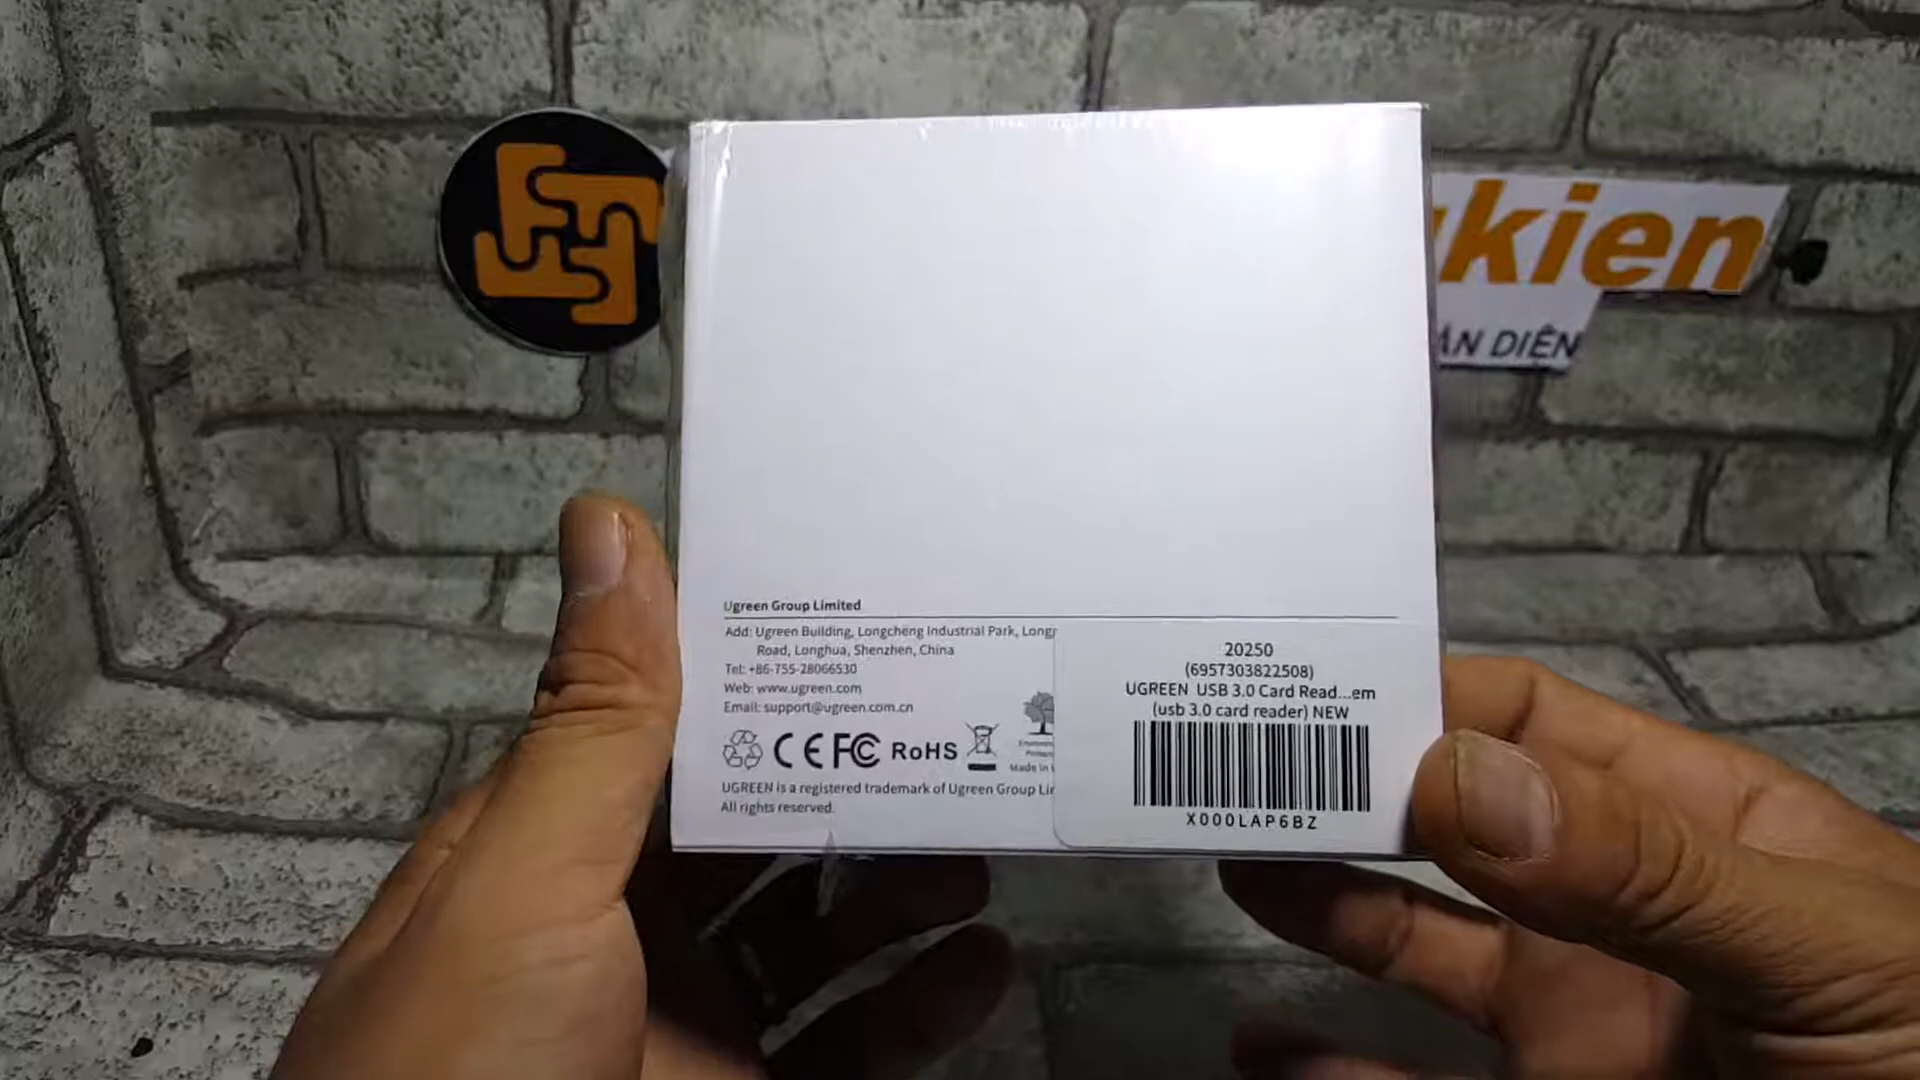 kien
ÂN DIỆN
Ugreen Group Limited
Add: Ugreen Building, Longcheng Industrial Park,
Road, Longhua, Shenzhen, China
Tel: +86-755-28066530
Web: www.ugreen.com
Email: support@ugreen.com.cn
CE FC RoHS
Made in
UGREEN is a registered trademark of Ugreen Group
All rights reserved.
20250
(6957303822508)
UGREEN USB 3.0 Card Read...em
(usb 3.0 card reader) NEW
X000LAP6BZ